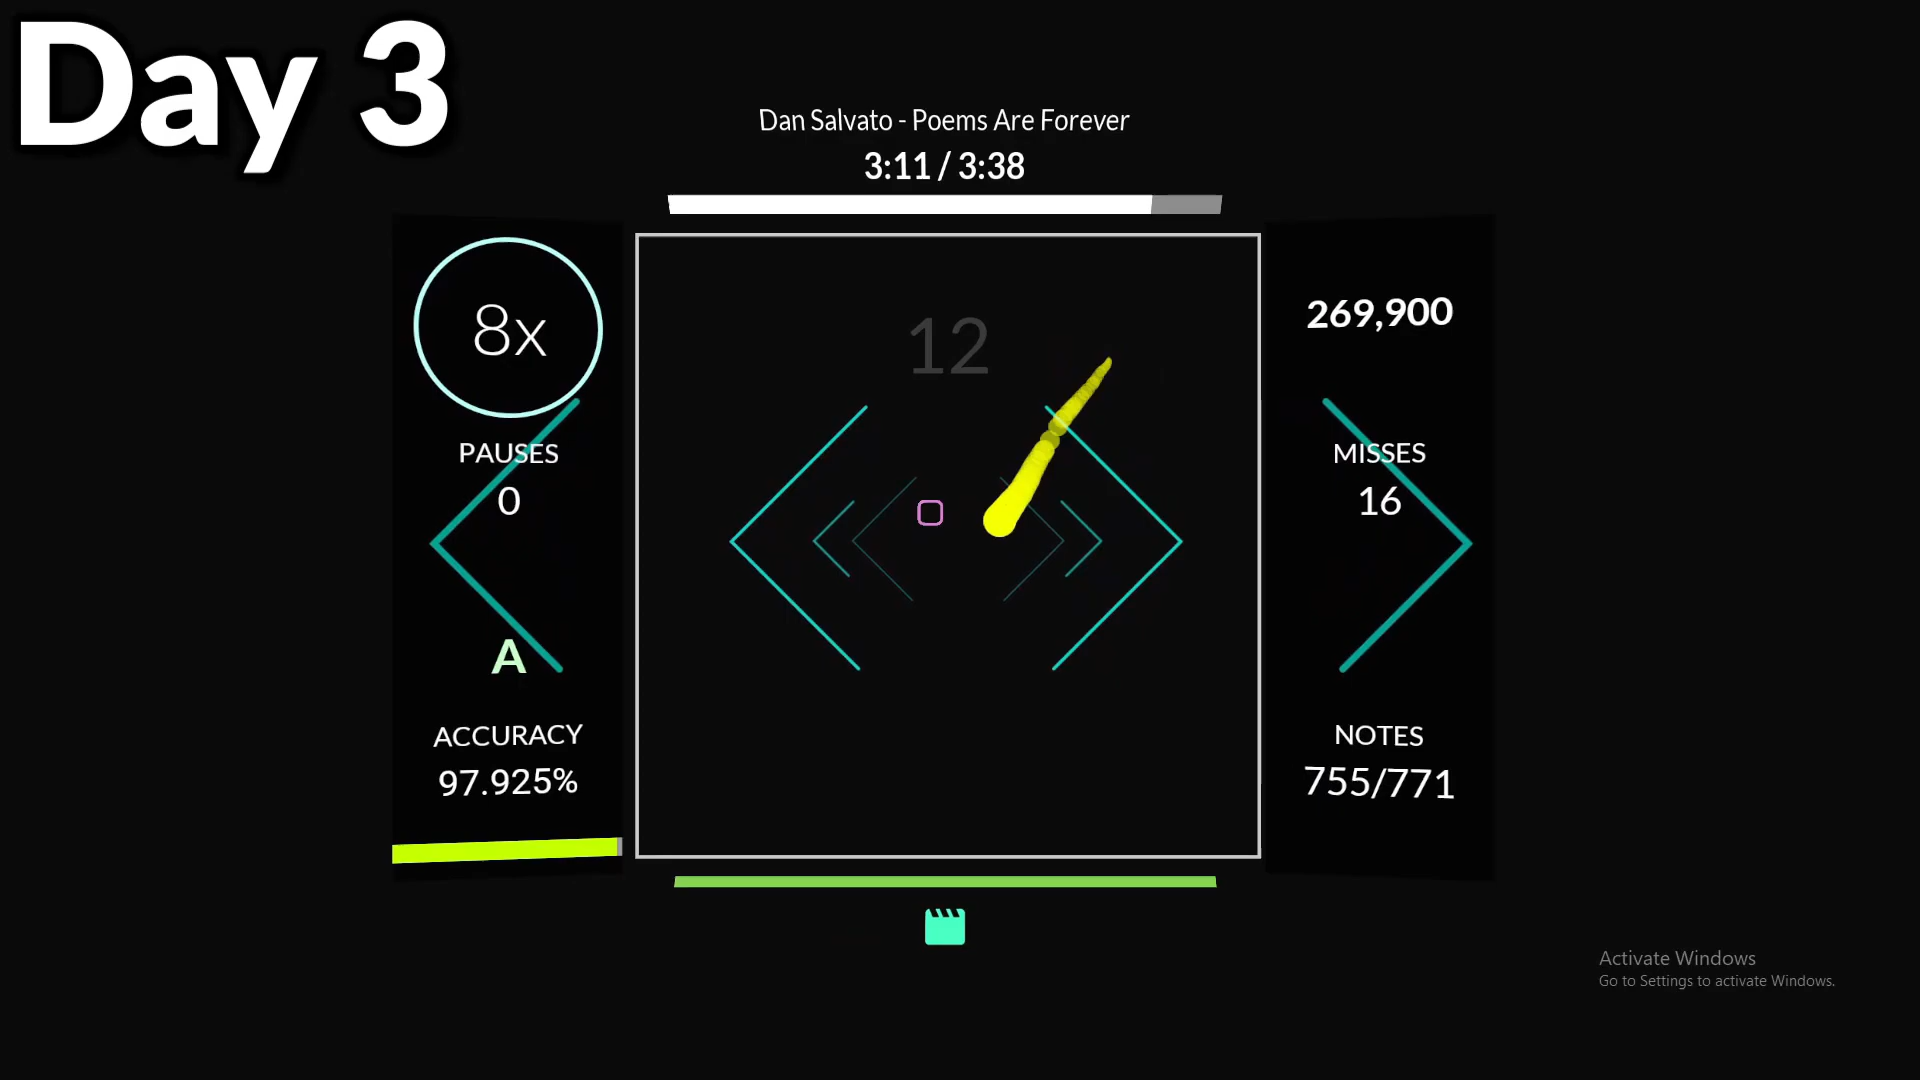 Day 3
Dan Salvato - Poems Are Forever
3:11 / 3:38
8x
PAUSES
0
A
ACCURACY
97.925%
12
269,900
MISSES
16
NOTES
755/771
Activate Windows
Go to Settings to activate Windows.